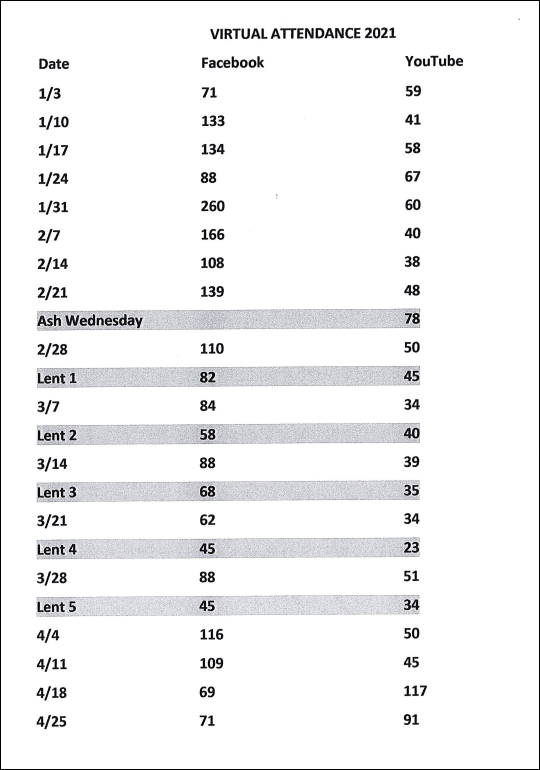 VIRTUAL ATTENDANCE 2021
Date Facebook YouTube
1/3 71 59
1/10 133 41
1/17 134 58
1/24 88 67
1/31 260 60
2/7 166 40
2/14 108 38
2/21 139 48
Ash Wednesday 78
2/28 110 50
Lent 1 82 45
3/7 84 34
Lent 2 58 40
3/14 88 39
Lent 3 68 35
3/21 62 34
Lent 4 45 23
3/28 88 51
Lent 5 45 34
4/4 116 50
4/11 109 45
4/18 69 117
4/25 71 91